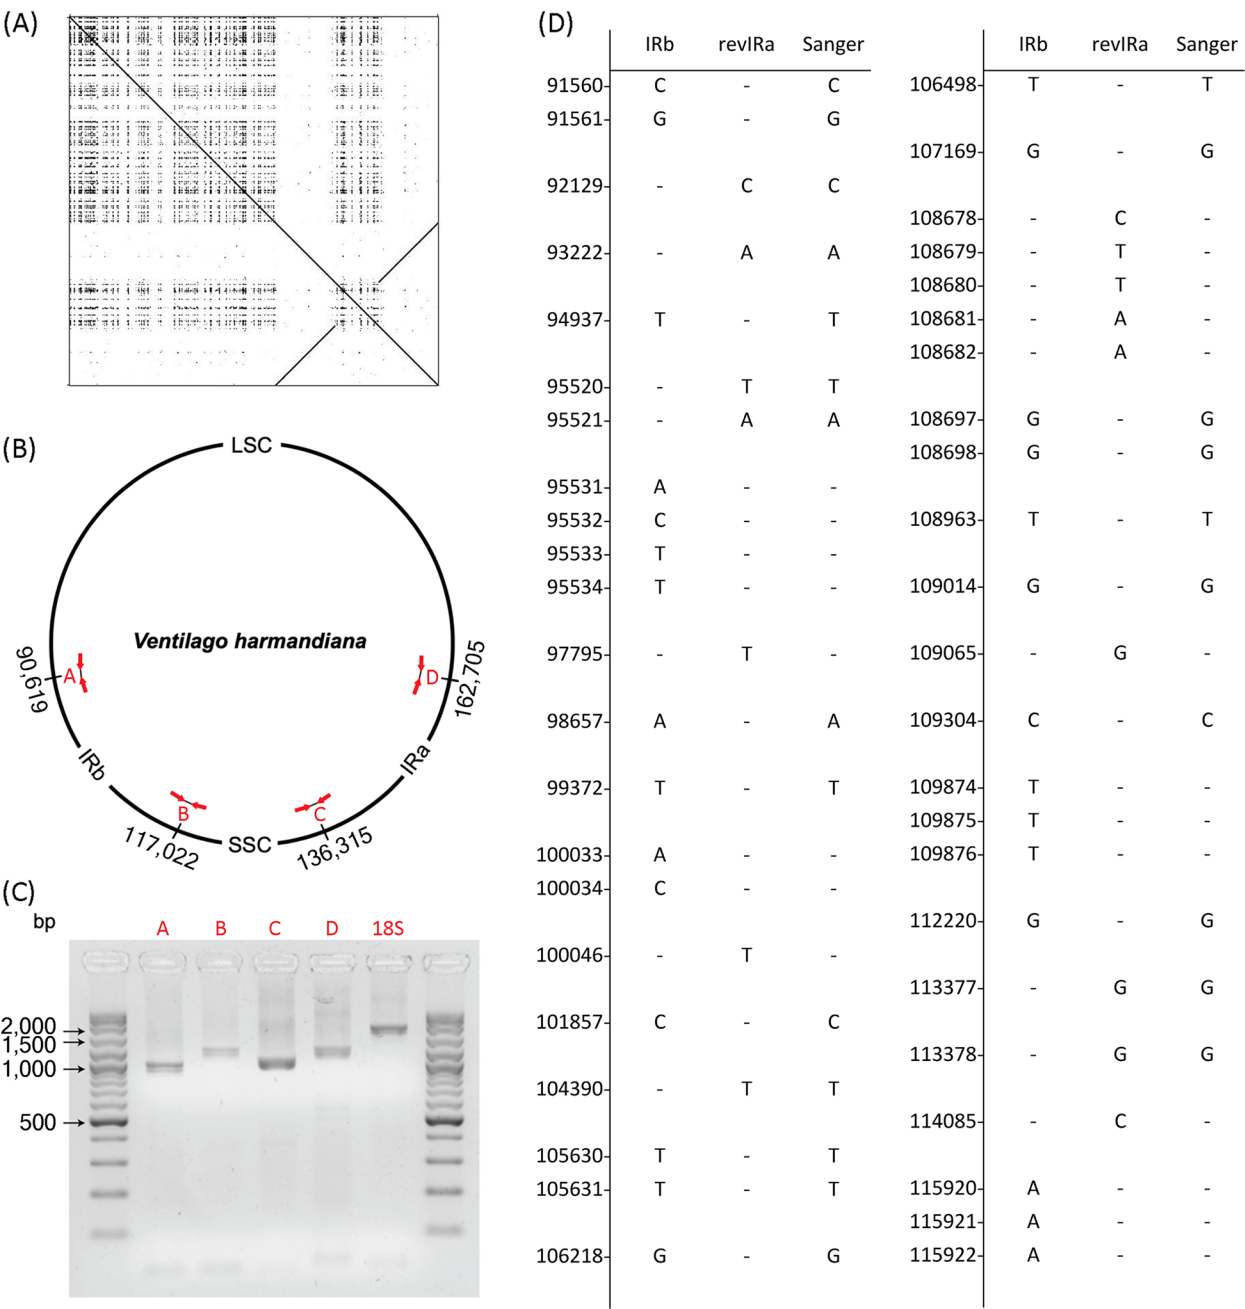 (A)
(B)
LSC
Ventilago harmandiana
90,619
A
D
162,705
IRb
IRa
B
C
117,022
SSC
136,315
(C)
bp
A B C D 18S
2,000
1,500
1,000
500
(D)
IRb revIRa Sanger
91560 C - C
91561 G - G
92129 - C C
93222 - A A
94937 T - T
95520 - T T
95521 - A A
95531 A - -
95532 C - -
95533 T - -
95534 T - -
97795 - T -
98657 A - A
99372 T - T
100033 A - -
100034 C - -
100046 - T -
101857 C - C
104390 - T T
105630 T - T
105631 T - T
106218 G - G
IRb revIRa Sanger
106498 T - T
107169 G - G
108678 - C -
108679 - T -
108680 - T -
108681 - A -
108682 - A -
108697 G - G
108698 G - G
108963 T - T
109014 G - G
109065 - G -
109304 C - C
109874 T - -
109875 T - -
109876 T - -
112220 G - G
113377 - G G
113378 - G G
114085 - C -
115920 A - -
115921 A - -
115922 A - -